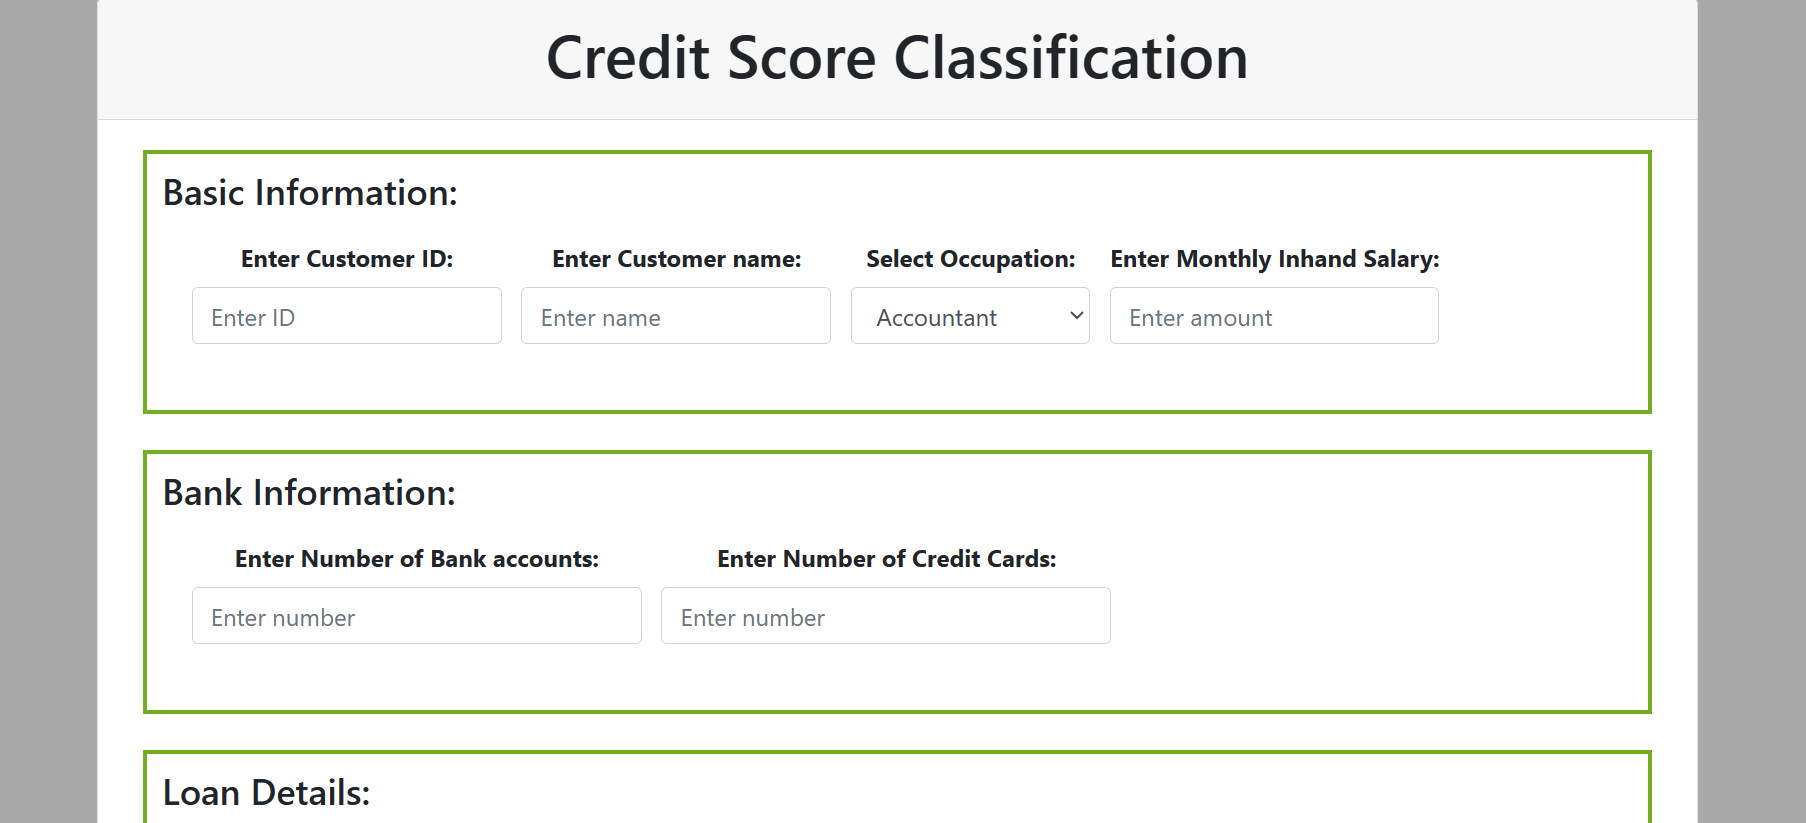 Credit Score Classification
Basic Information:
Enter Customer ID: Enter Customer name: Select Occupation: Enter Monthly Inhand Salary:
Enter ID Enter name Accountant Enter amount
Bank Information:
Enter Number of Bank accounts: Enter Number of Credit Cards:
Enter number Enter number
Loan Details: